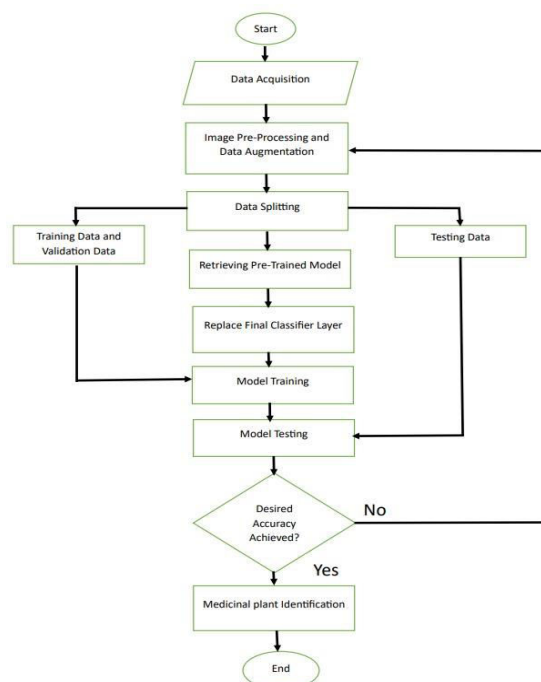 Start
Data Acquisition
Image Pre-Processing and
Data Augmentation
Data Splitting
Training Data and
Validation Data
Testing Data
Retrieving Pre-Trained Model
Replace Final Classifier Layer
Model Training
Model Testing
Desired
Accuracy
Achieved?
No
Yes
Medicinal plant Identification
End